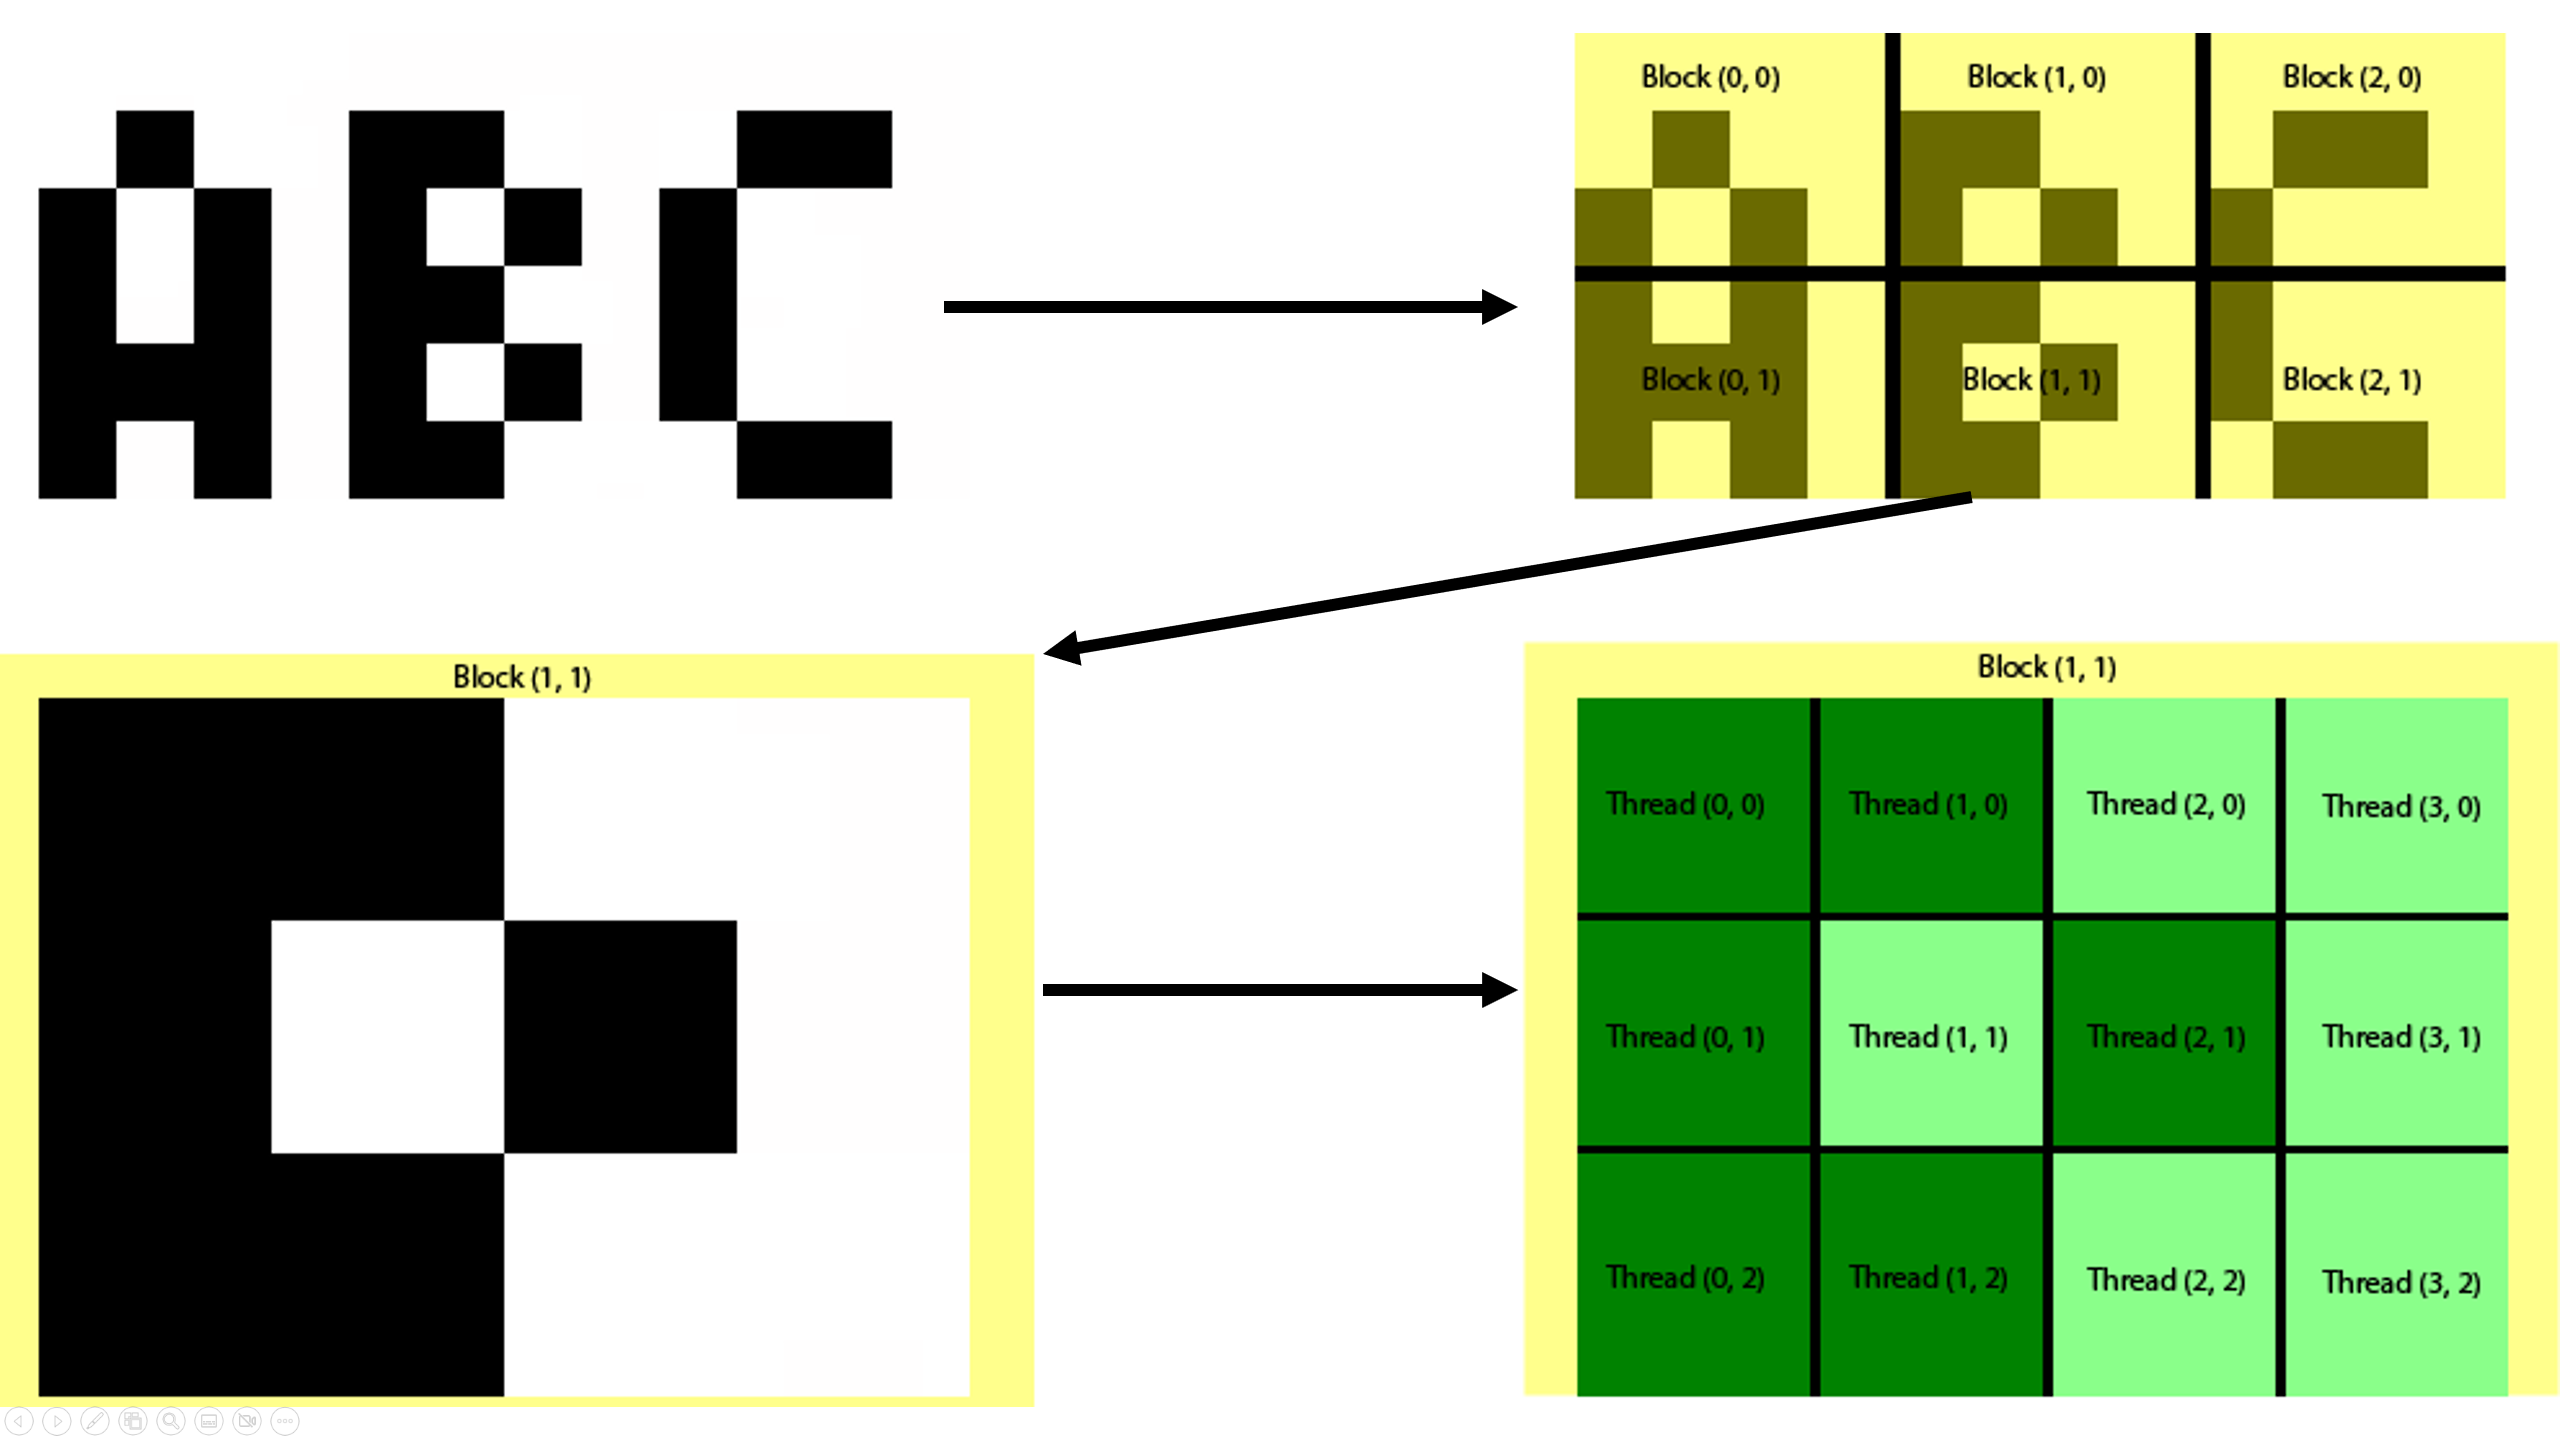 ABC
Block (0, 0)
Block (1, 0)
Block (2, 0)
Block (0, 1)
Block (1, 1)
Block (2, 1)
Block (1, 1)
Block (1, 1)
Thread (0, 0)
Thread (1, 0)
Thread (2, 0)
Thread (3, 0)
Thread (0, 1)
Thread (1, 1)
Thread (2, 1)
Thread (3, 1)
Thread (0, 2)
Thread (1, 2)
Thread (2, 2)
Thread (3, 2)